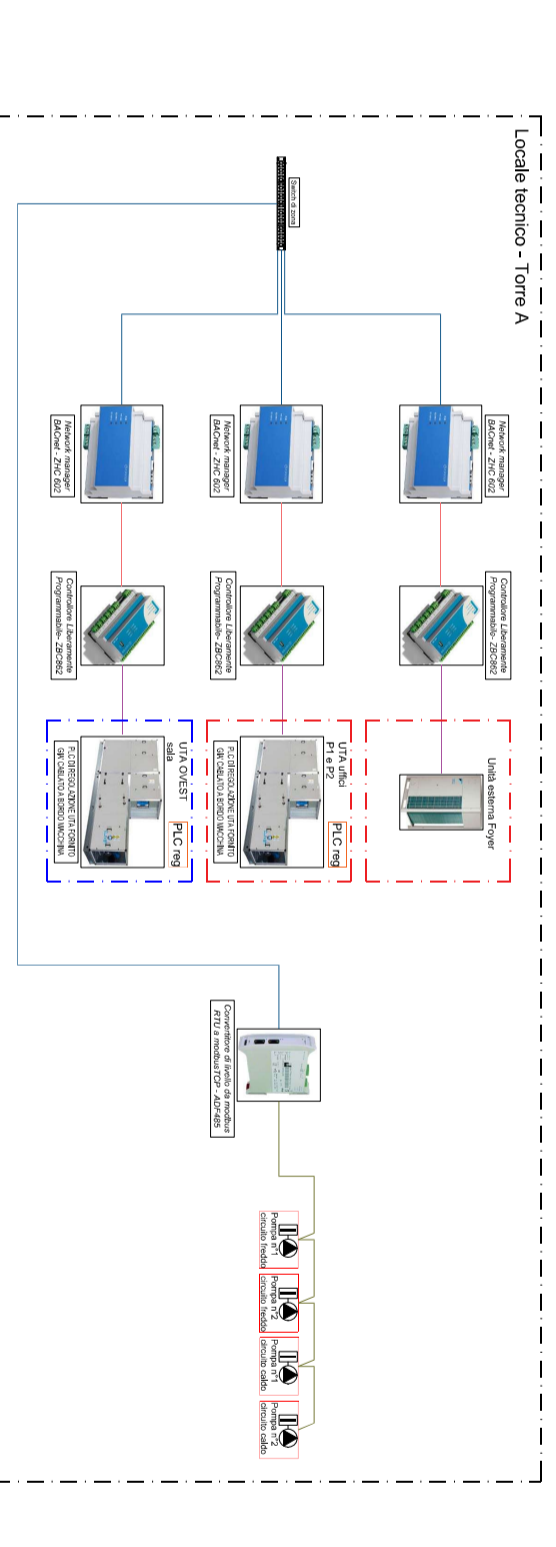 Locale tecnico - Torre A
Switch di zona
Network manager
BACnet - ZHC 602
Controllore Liberamente
Programmabile- ZBC862
Unità esterna Foyer
Network manager
BACnet - ZHC 602
Controllore Liberamente
Programmabile- ZBC862
UTA uffici
P1 e P2
PLC reg
PLC DI REGOLAZIONE UTA FORNITO
GIA' CABLATO A BORDO MACCHINA
Network manager
BACnet - ZHC 602
Controllore Liberamente
Programmabile- ZBC862
UTA OVEST
sala
PLC reg
PLC DI REGOLAZIONE UTA FORNITO
GIA' CABLATO A BORDO MACCHINA
Convertitore di livello da modbus
RTU a modbusTCP - ADF485
Pompa n°1
circuito freddo
Pompa n°2
circuito freddo
Pompa n°1
circuito caldo
Pompa n°2
circuito caldo